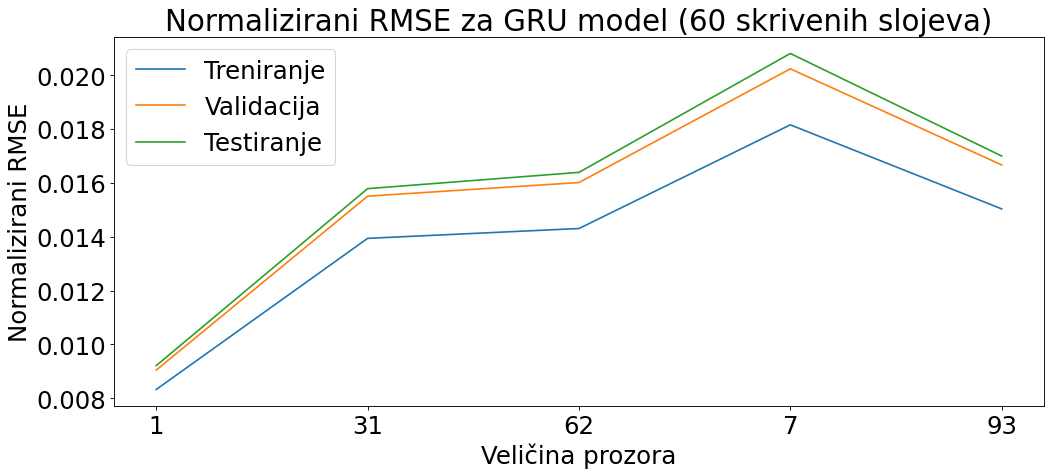 Normalizirani RMSE za GRU model (60 skrivenih slojeva)
Treniranje
Validacija
Testiranje
Normalizirani RMSE
0.020
0.018
0.016
0.014
0.012
0.010
0.008
1 31 62 7 93
Veličina prozora